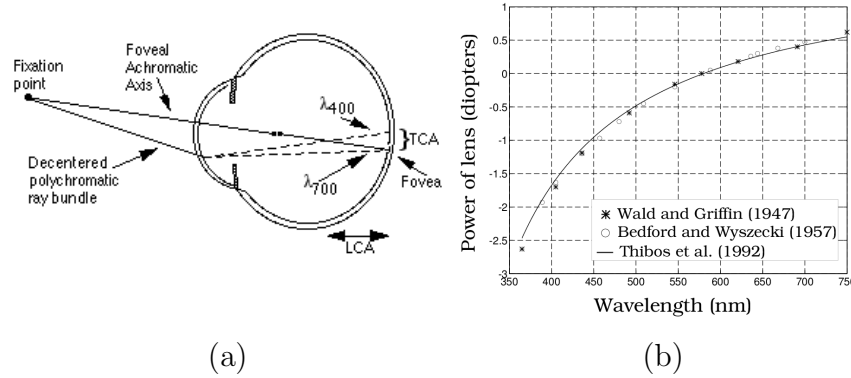 Fixation
point
Foveal
Achromatic
Axis
Decentered
polychromatic
ray bundle
λ400
TCA
λ700
Fovea
LCA
(a)
Power of lens (diopters)
1
0.5
0
-0.5
-1
-1.5
-2
-2.5
-3
350 400 450 500 550 600 650 700 750
Wald and Griffin (1947)
Bedford and Wyszecki (1957)
Thibos et al. (1992)
Wavelength (nm)
(b)